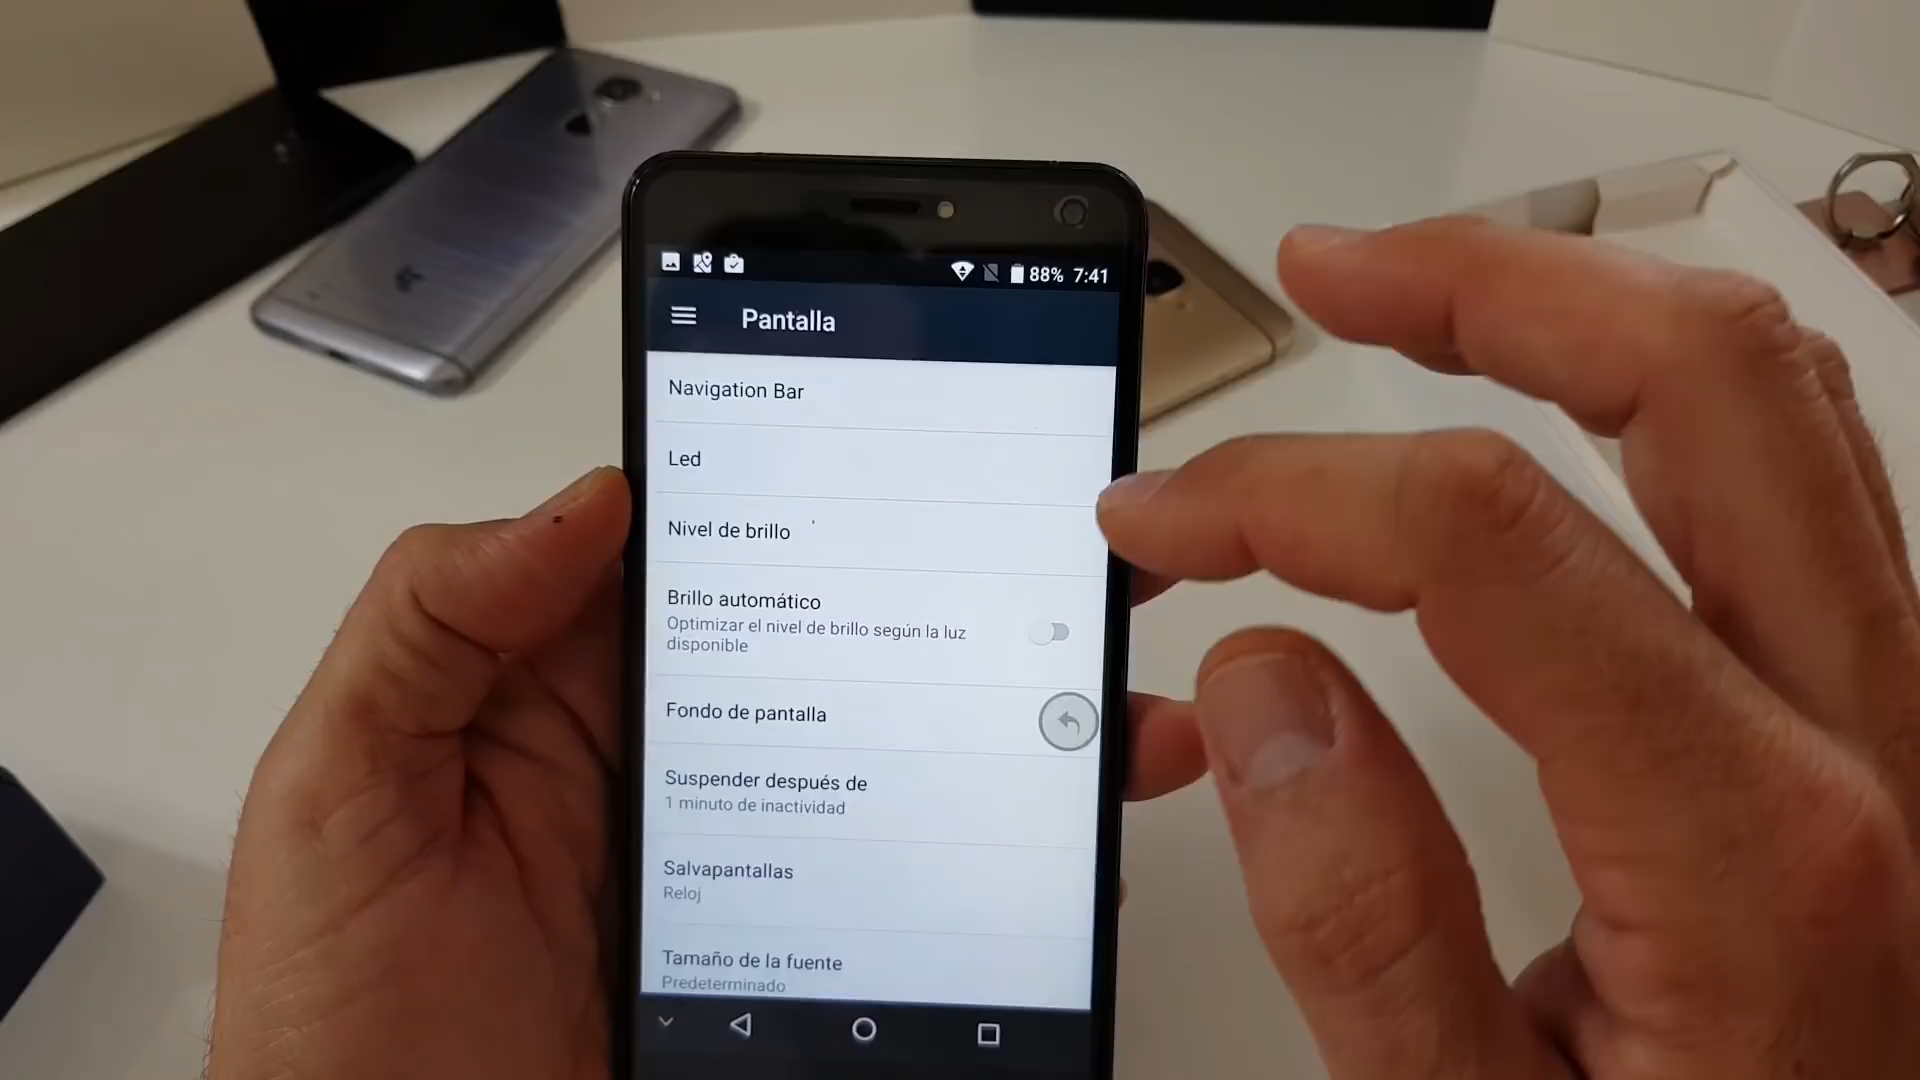 88% 7:41
Pantalla
Navigation Bar
Led
Nivel de brillo
Brillo automático
Optimizar el nivel de brillo según la luz
disponible
Fondo de pantalla
Suspender después de
1 minuto de inactividad
Salvapantallas
Reloj
Tamaño de la fuente
Predeterminado